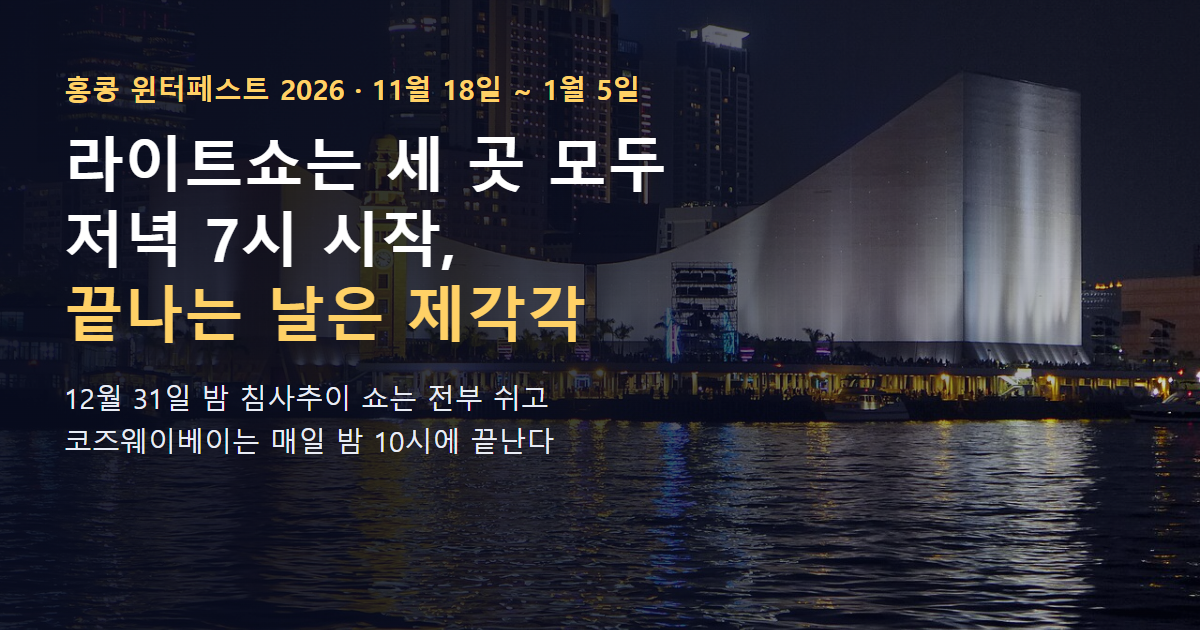 홍콩 윈터페스트 2026 · 11월 18일 ~ 1월 5일
라이트쇼는 세 곳 모두
저녁 7시 시작,
끝나는 날은 제각각
12월 31일 밤 침사추이 쇼는 전부 쉬고
코즈웨이베이는 매일 밤 10시에 끝난다